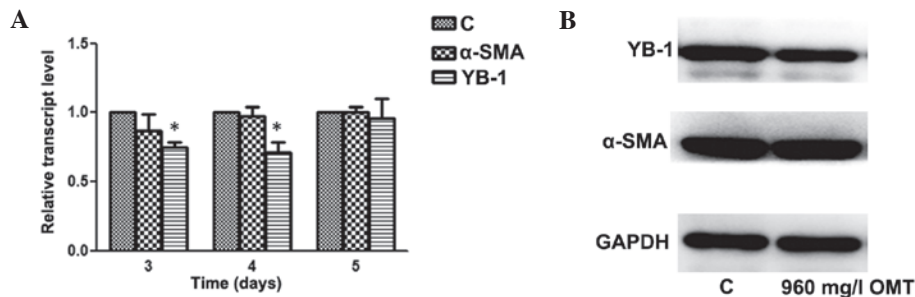 A
Relative transcript level
1.5
1.0
0.5
0.0
C
α-SMA
YB-1
*
*
3
4
5
Time (days)
B
YB-1
α-SMA
GAPDH
C
960 mg/l OMT